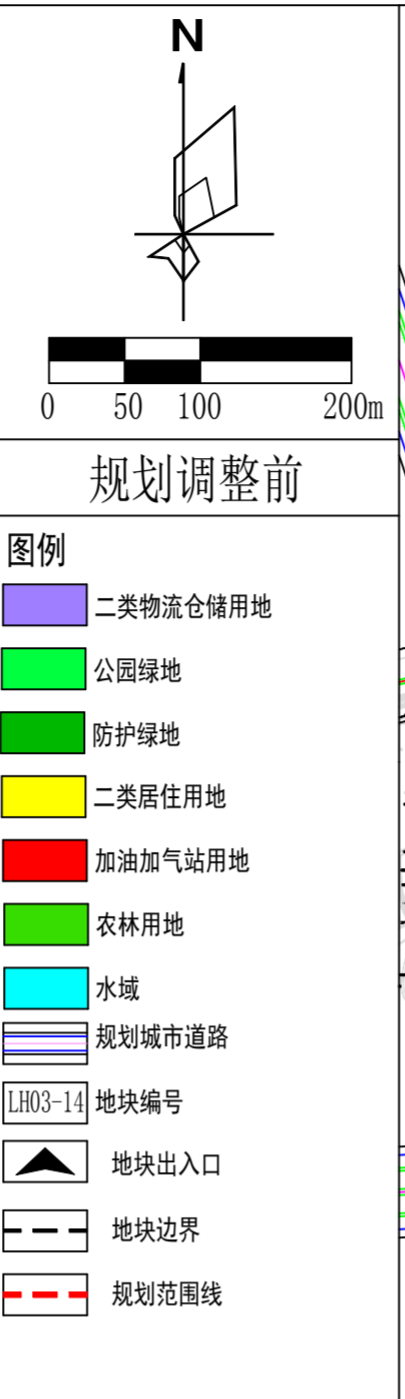 N
0 50 100 200m
规划调整前
图例
二类物流仓储用地
公园绿地
防护绿地
二类居住用地
加油加气站用地
农林用地
水域
规划城市道路
LH03-14 地块编号
地块出入口
地块边界
规划范围线